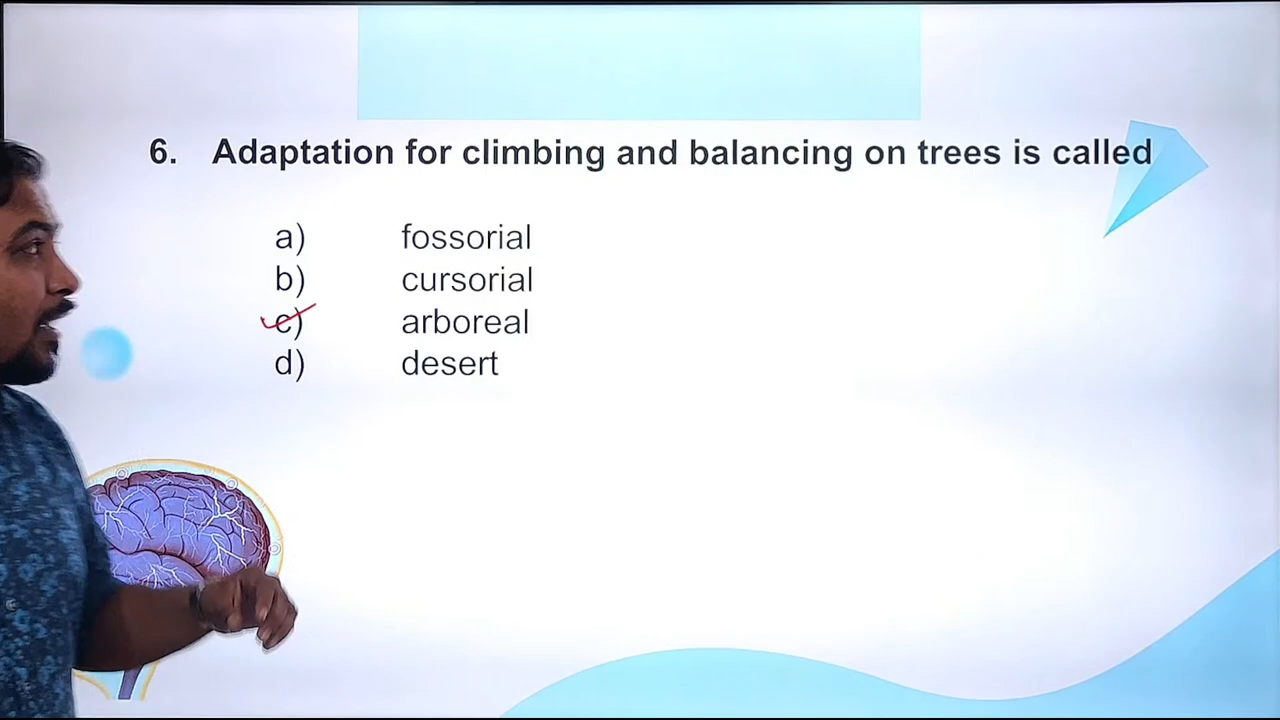 6. Adaptation for climbing and balancing on trees is called
a) fossorial
b) cursorial
c) arboreal
d) desert